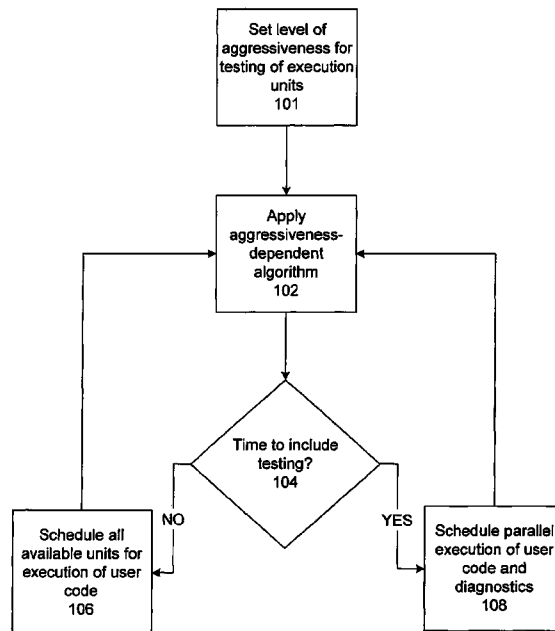 Set level of
aggressiveness for
testing of execution
units
101
Apply
aggressiveness-
dependent
algorithm
102
Time to include
testing?
104
NO
YES
Schedule all
available units for
execution of user
code
106
Schedule parallel
execution of user
code and
diagnostics
108